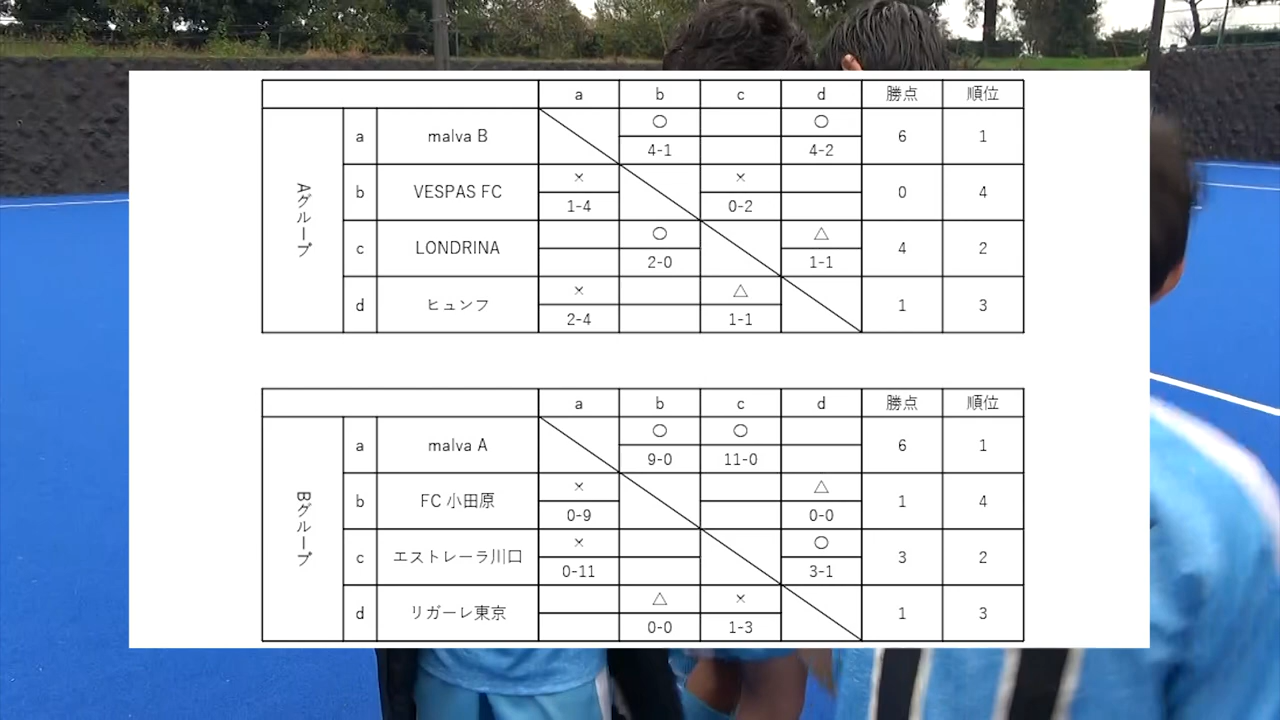 a b c d 勝点 順位
Aグループ
a malva B ○ ○ 6 1
4-1 4-2
b VESPAS FC × × 0 4
1-4 0-2
c LONDRINA ○ △ 4 2
2-0 1-1
d ヒュンフ × △ 1 3
2-4 1-1
a b c d 勝点 順位
Bグループ
a malva A ○ ○ 6 1
9-0 11-0
b FC 小田原 × △ 1 4
0-9 0-0
c エストレーラ川口 × ○ 3 2
0-11 3-1
d リガーレ東京 △ × 1 3
0-0 1-3